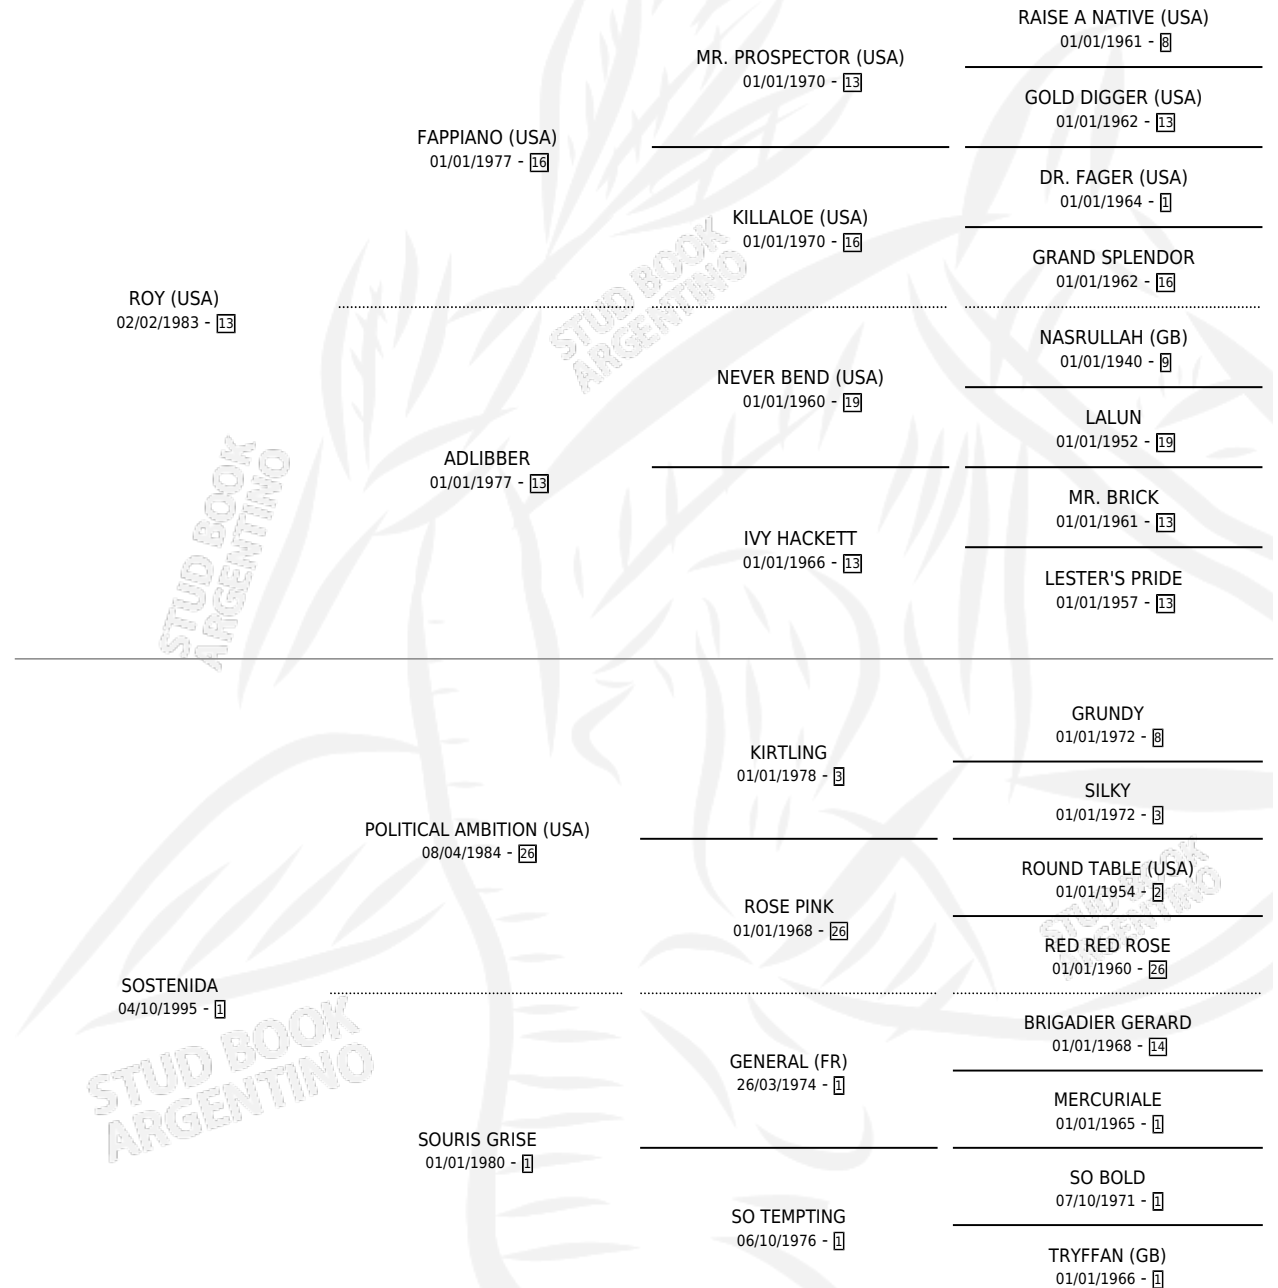 RAISE A NATIVE (USA)
01/01/1961 - 8
MR. PROSPECTOR (USA)
01/01/1970 - 13
GOLD DIGGER (USA)
01/01/1962 - 13
FAPPIANO (USA)
01/01/1977 - 16
DR. FAGER (USA)
01/01/1964 - 1
KILLALOE (USA)
01/01/1970 - 16
GRAND SPLENDOR
01/01/1962 - 16
ROY (USA)
02/02/1983 - 13
STUD BOOK
ARGENTINO
NASRULLAH (GB)
01/01/1940 - 9
NEVER BEND (USA)
01/01/1960 - 19
LALUN
01/01/1952 - 19
ADLIBBER
01/01/1977 - 13
MR. BRICK
01/01/1961 - 13
IVY HACKETT
01/01/1966 - 13
LESTER'S PRIDE
01/01/1957 - 13
STUD BOOK
ARGENTINO
GRUNDY
01/01/1972 - 8
KIRTLING
01/01/1978 - 3
SILKY
01/01/1972 - 3
POLITICAL AMBITION (USA)
08/04/1984 - 26
ROUND TABLE (USA)
01/01/1954 - 2
ROSE PINK
01/01/1968 - 26
RED RED ROSE
01/01/1960 - 26
STUD BOOK
ARGENTINO
SOSTENIDA
04/10/1995 - 1
BRIGADIER GERARD
01/01/1968 - 14
GENERAL (FR)
26/03/1974 - 1
MERCURIALE
01/01/1965 - 1
STUD BOOK
ARGENTINO
SOURIS GRISE
01/01/1980 - 1
SO BOLD
07/10/1971 - 1
SO TEMPTING
06/10/1976 - 1
TRYFFAN (GB)
01/01/1966 - 1